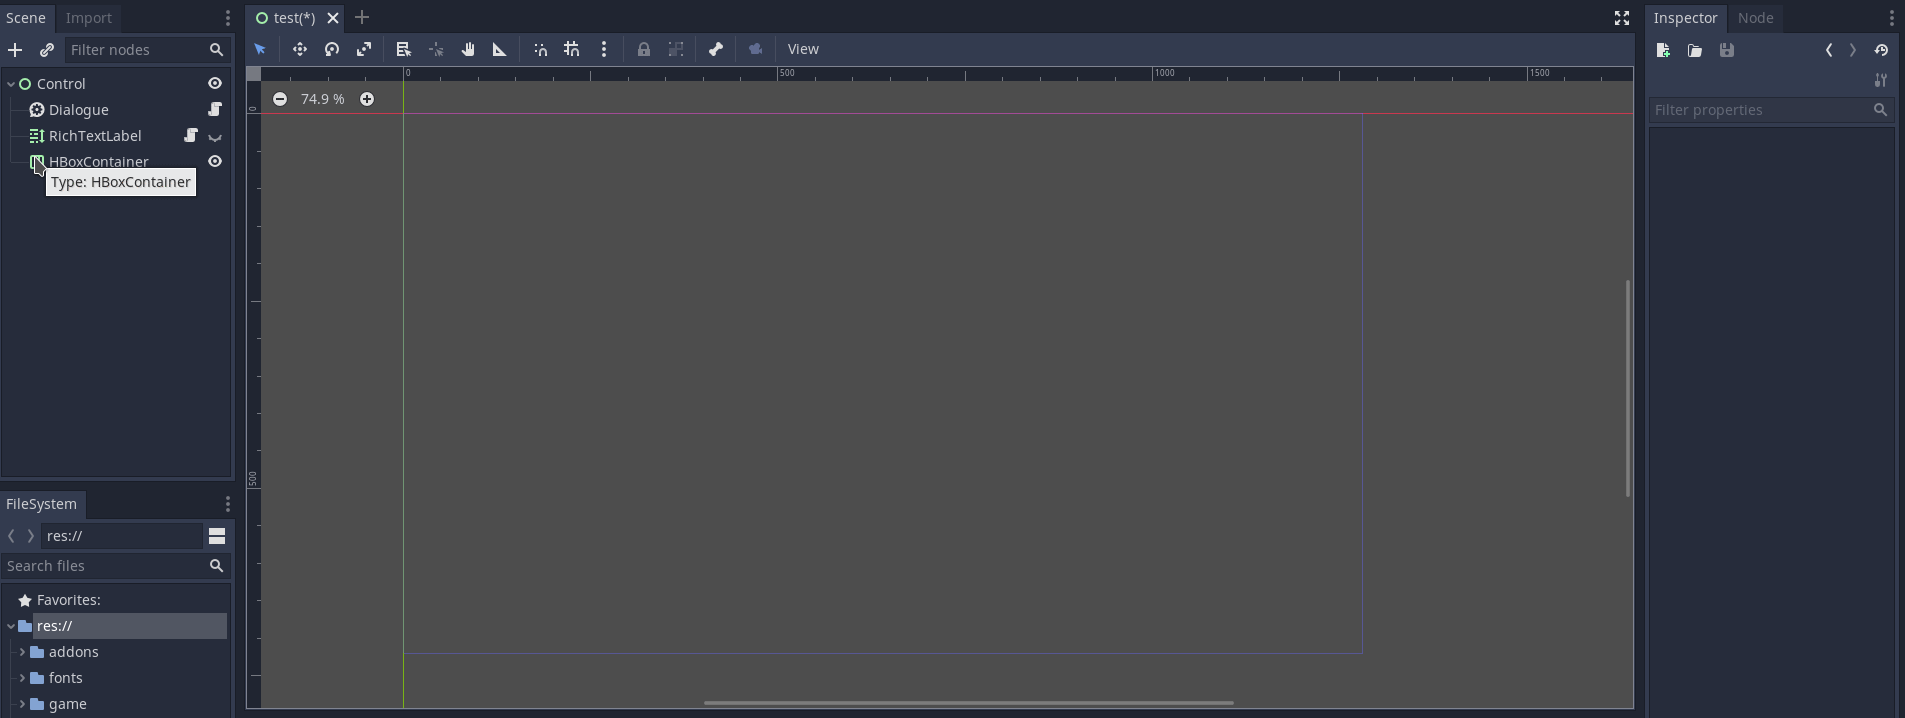 Scene Import
test(*)
Inspector Node
Filter nodes
View
Control
Dialogue
RichTextLabel
HBoxContainer
Type: HBoxContainer
0 500 1000 1500
74.9 %
0
500
Filter properties
FileSystem
res://
Search files
Favorites:
res://
addons
fonts
game